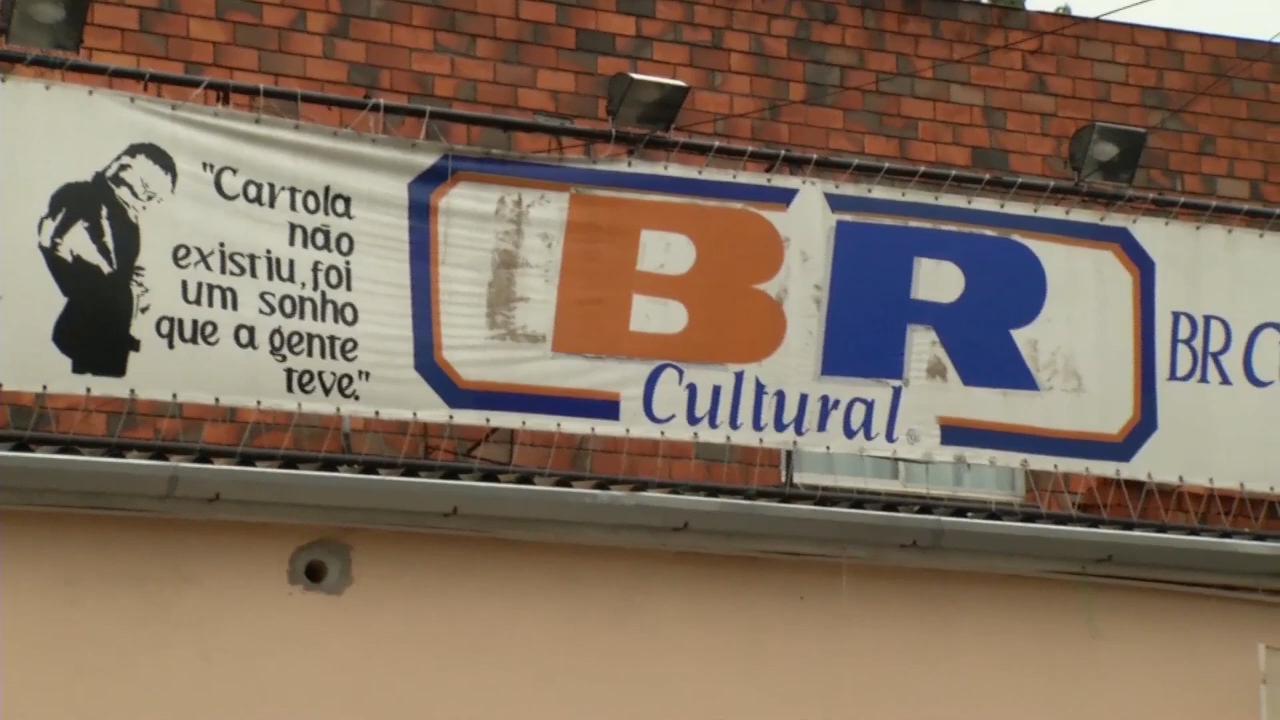 "Cartola
não
existiu, foi
um sonho
que a gente
teve."
BR
Cultural
BR C